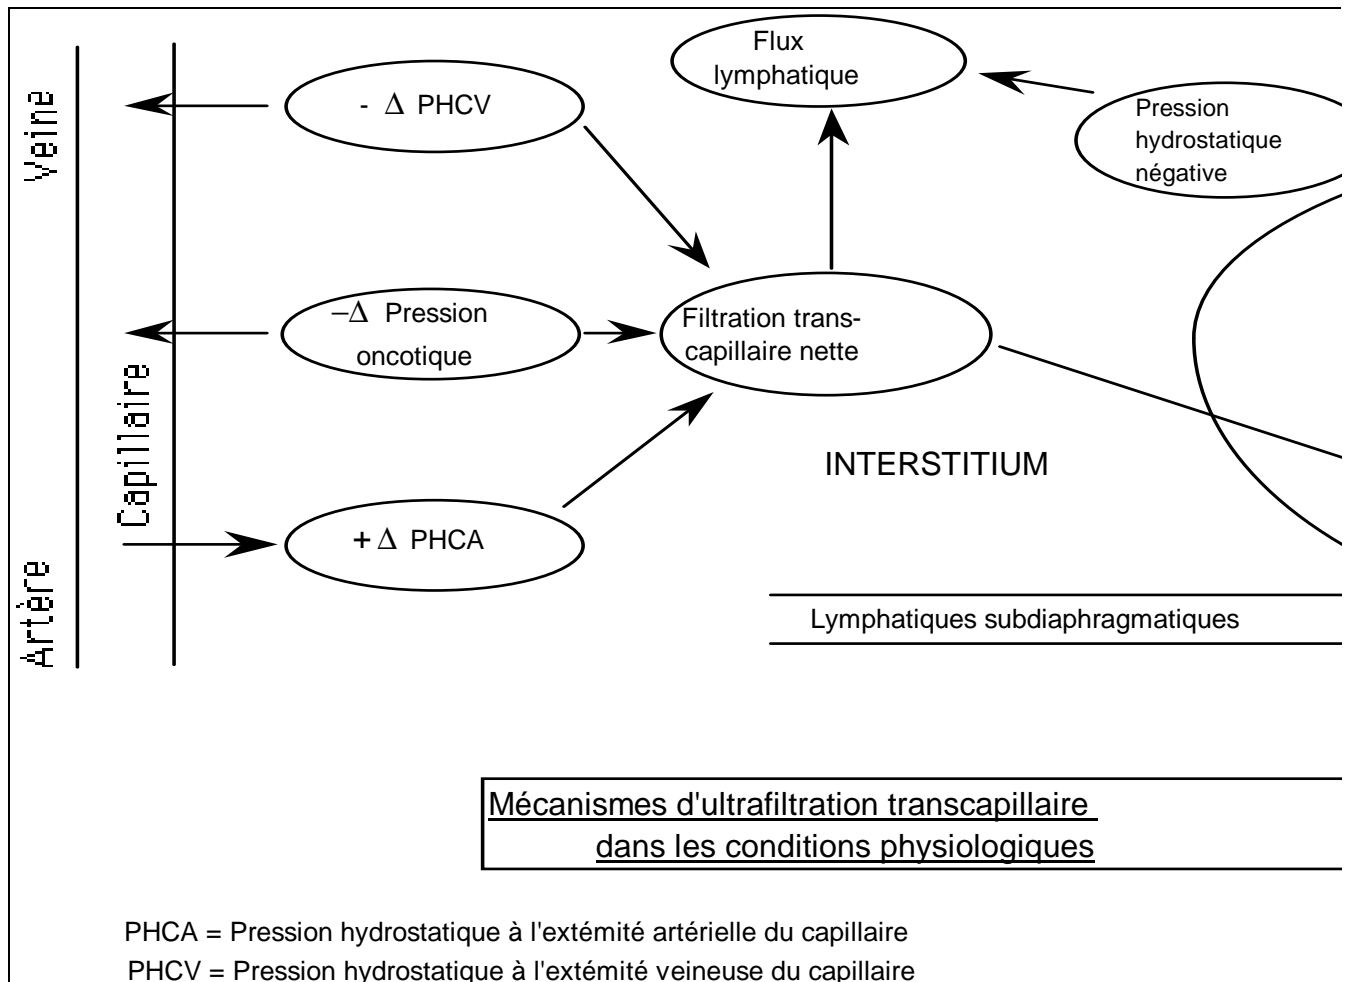 Flux
lymphatique
Pression
hydrostatique
négative
Veine
- Δ PHCV
−Δ Pression
oncotique
Filtration trans-
capillaire nette
Capillaire
INTERSTITIUM
+ Δ PHCA
Artère
Lymphatiques subdiaphragmatiques
Mécanismes d'ultrafiltration transcapillaire
dans les conditions physiologiques
PHCA = Pression hydrostatique à l'extémité artérielle du capillaire
PHCV = Pression hydrostatique à l'extémité veineuse du capillaire